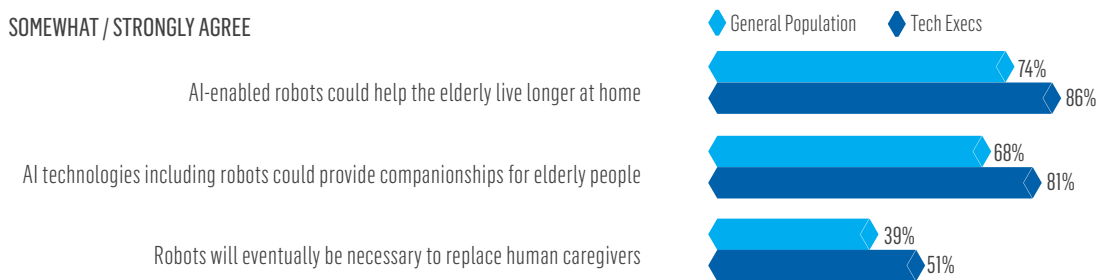 SOMEWHAT / STRONGLY AGREE
General Population
Tech Execs
AI-enabled robots could help the elderly live longer at home
74%
86%
AI technologies including robots could provide companionships for elderly people
68%
81%
Robots will eventually be necessary to replace human caregivers
39%
51%